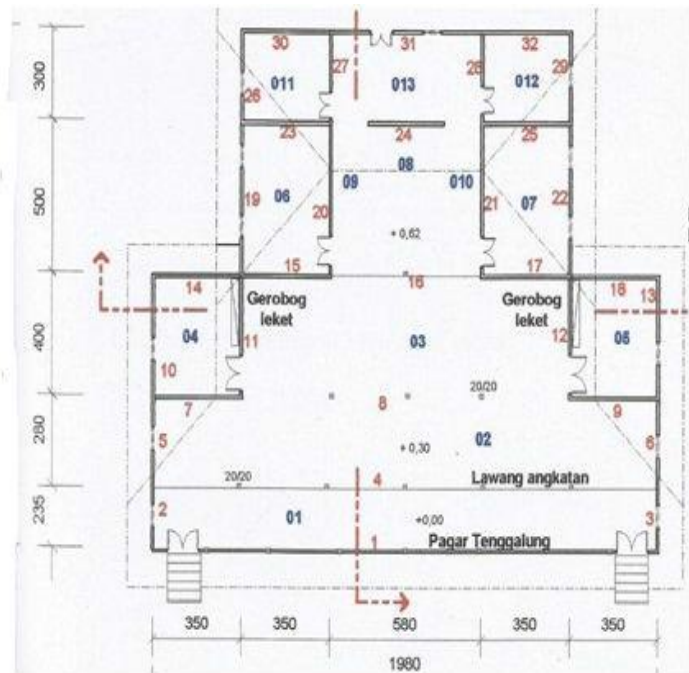 30 31 32
300
27 28 29
26 011 013 012
23 24 25
08
09 010
19 06 07 22
500 20 21
+ 0,62
15 16 17
14 Gerobog leket Gerobog leket 18 13
04 03 05
400 11 12
10
20/20
7 8 9
280
5 02 6
+ 0,30
20/20 4 Lawang angkatan
235
2 01 +0,00 3
1 Pagar Tenggalung
350 350 580 350 350
1980